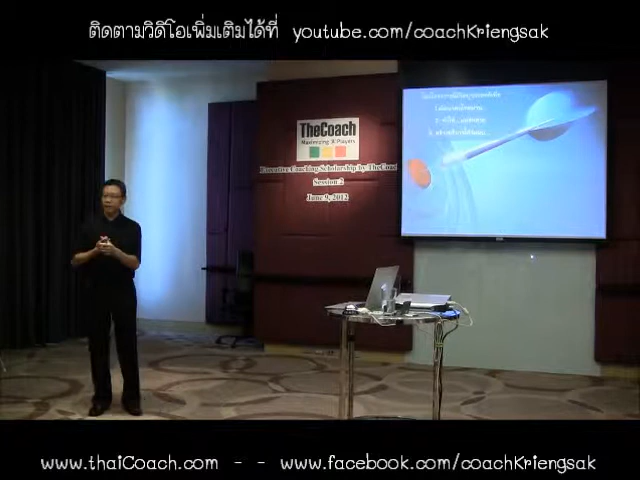 ติดตามวิดีโอเพิ่มเติมได้ที่ youtube.com/coachKriengsak
TheCoach
Maximizing A Players
Executive Coaching Scholarship by TheCoach
Session 2
June 9, 2012
www.thaiCoach.com - - www.facebook.com/coachKriengsak